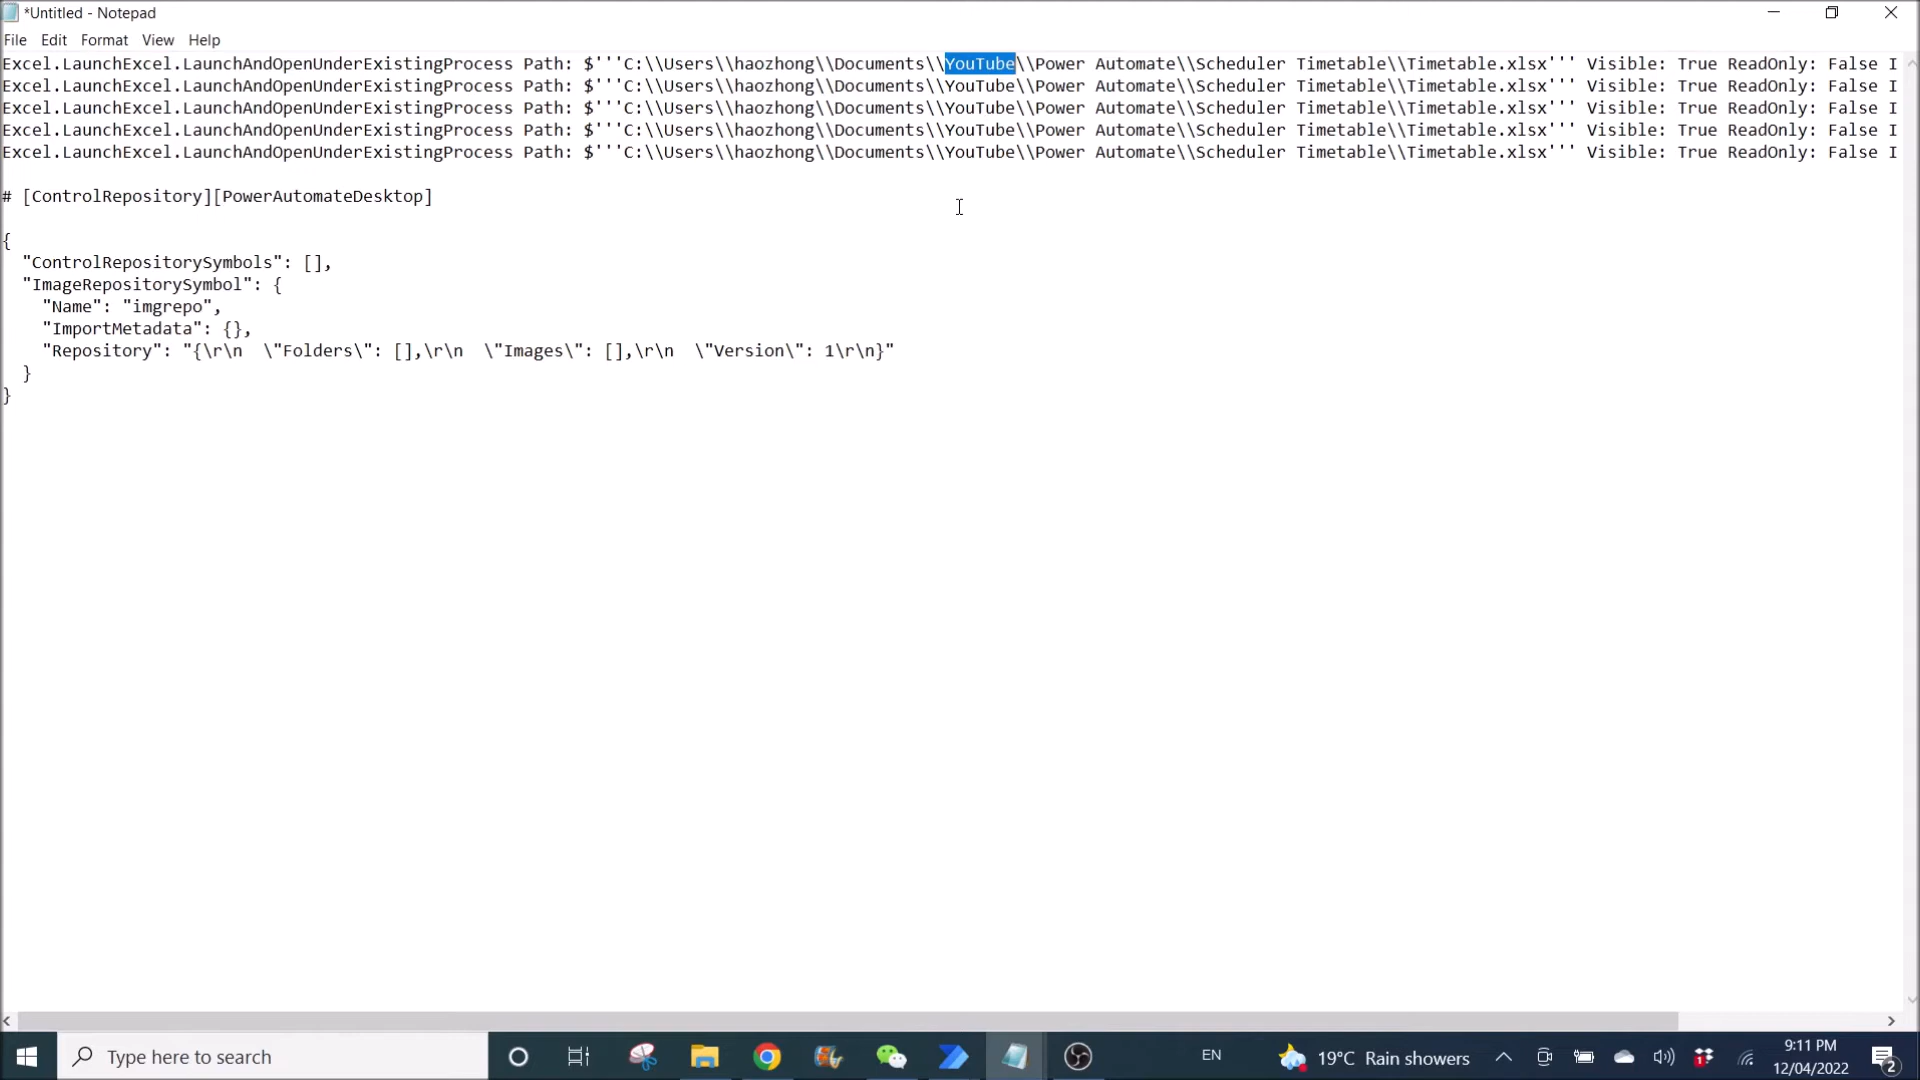 *Untitled - Notepad
File Edit Format View Help
Excel.LaunchExcel.LaunchAndOpenUnderExistingProcess Path: $'''C:\\Users\\haozhong\\Documents\\YouTube\\Power Automate\\Scheduler Timetable\\Timetable.xlsx''' Visible: True ReadOnly: False I
Excel.LaunchExcel.LaunchAndOpenUnderExistingProcess Path: $'''C:\\Users\\haozhong\\Documents\\YouTube\\Power Automate\\Scheduler Timetable\\Timetable.xlsx''' Visible: True ReadOnly: False I
Excel.LaunchExcel.LaunchAndOpenUnderExistingProcess Path: $'''C:\\Users\\haozhong\\Documents\\YouTube\\Power Automate\\Scheduler Timetable\\Timetable.xlsx''' Visible: True ReadOnly: False I
Excel.LaunchExcel.LaunchAndOpenUnderExistingProcess Path: $'''C:\\Users\\haozhong\\Documents\\YouTube\\Power Automate\\Scheduler Timetable\\Timetable.xlsx''' Visible: True ReadOnly: False I
Excel.LaunchExcel.LaunchAndOpenUnderExistingProcess Path: $'''C:\\Users\\haozhong\\Documents\\YouTube\\Power Automate\\Scheduler Timetable\\Timetable.xlsx''' Visible: True ReadOnly: False I
# [ControlRepository][PowerAutomateDesktop]
{
  "ControlRepositorySymbols": [],
  "ImageRepositorySymbol": {
    "Name": "imgrepo",
    "ImportMetadata": {},
    "Repository": "{\r\n  \"Folders\": [],\r\n  \"Images\": [],\r\n  \"Version\": 1\r\n}"
  }
}
Type here to search
EN
19°C Rain showers
1
9:11 PM
12/04/2022
2